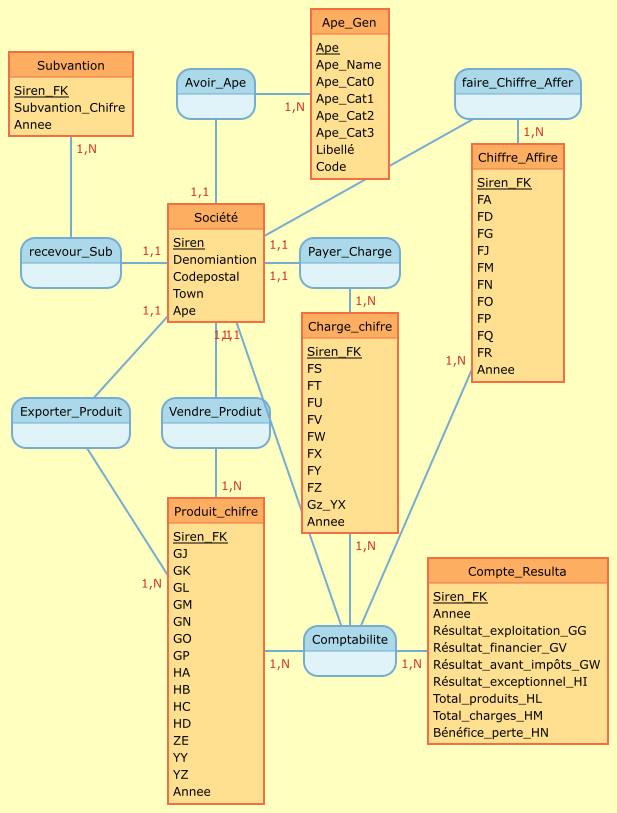 Ape_Gen
Ape
Ape_Name
Ape_Cat0
Ape_Cat1
Ape_Cat2
Ape_Cat3
Libellé
Code
Subvantion
Siren_FK
Subvantion_Chifre
Annee
Avoir_Ape
faire_Chiffre_Affer
1,N
1,N
1,N
Chiffre_Affire
Siren_FK
FA
FD
FG
FJ
FM
FN
FO
FP
FQ
FR
Annee
1,1
Société
Siren
Denomiantion
Codepostal
Town
Ape
recevour_Sub
1,1
1,1
1,1
Payer_Charge
1,N
1,1
1,1
1,1
Charge_chifre
Siren_FK
FS
FT
FU
FV
FW
FX
FY
FZ
Gz_YX
Annee
1,N
Exporter_Produit
Vendre_Prodiut
1,N
Produit_chifre
Siren_FK
GJ
GK
GL
GM
GN
GO
GP
HA
HB
HC
HD
ZE
YY
YZ
Annee
1,N
1,N
Comptabilite
1,N
1,N
Compte_Resulta
Siren_FK
Annee
Résultat_exploitation_GG
Résultat_financier_GV
Résultat_avant_impôts_GW
Résultat_exceptionnel_HI
Total_produits_HL
Total_charges_HM
Bénéfice_perte_HN